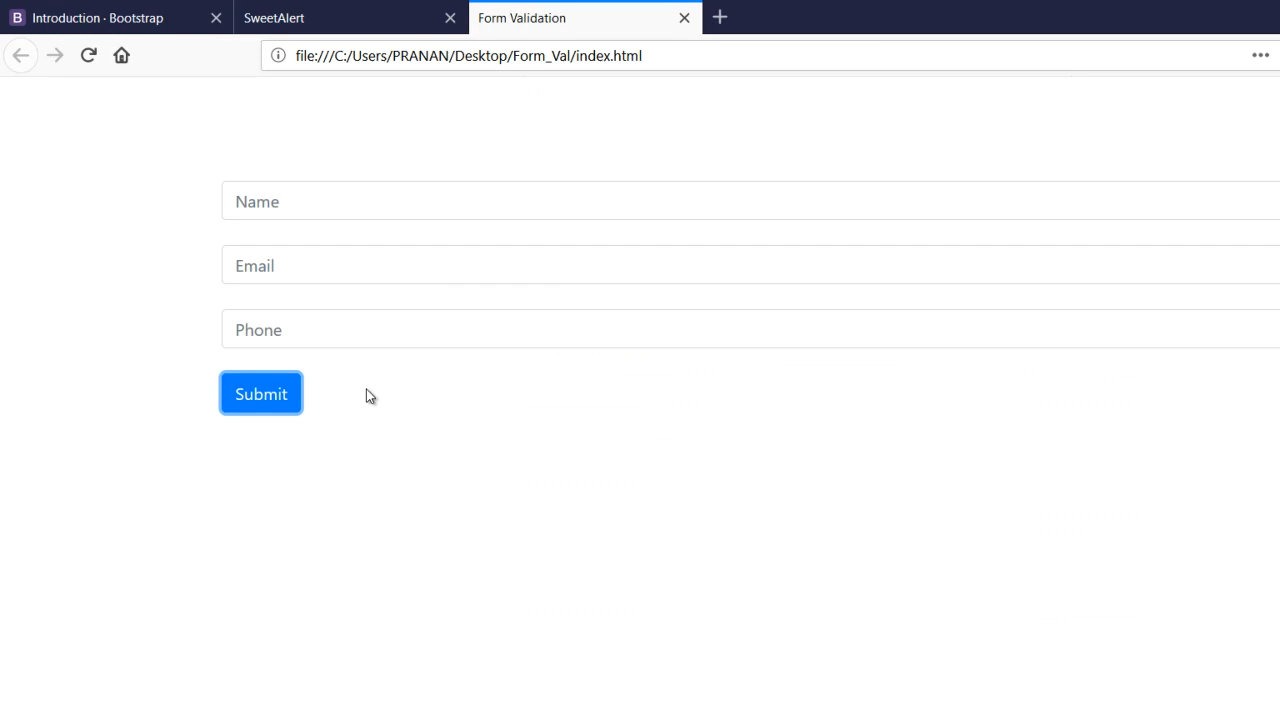 B Introduction · Bootstrap
SweetAlert
Form Validation
file:///C:/Users/PRANAN/Desktop/Form_Val/index.html
Name
Email
Phone
Submit